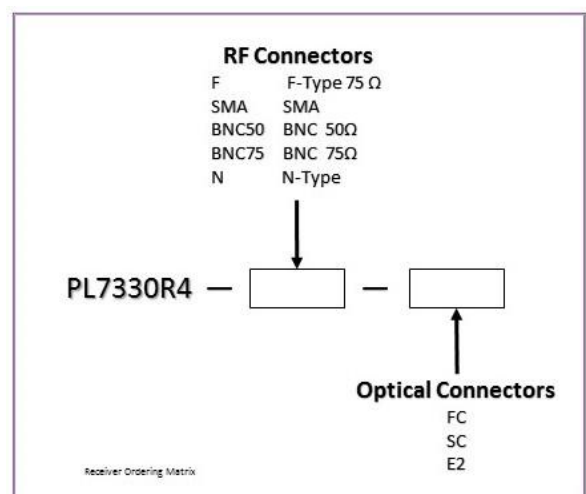 RF Connectors
F F-Type 75 Ω
SMA SMA
BNC50 BNC 50Ω
BNC75 BNC 75Ω
N N-Type
PL7330R4 — —
Optical Connectors
FC
SC
E2
Receiver Ordering Matrix